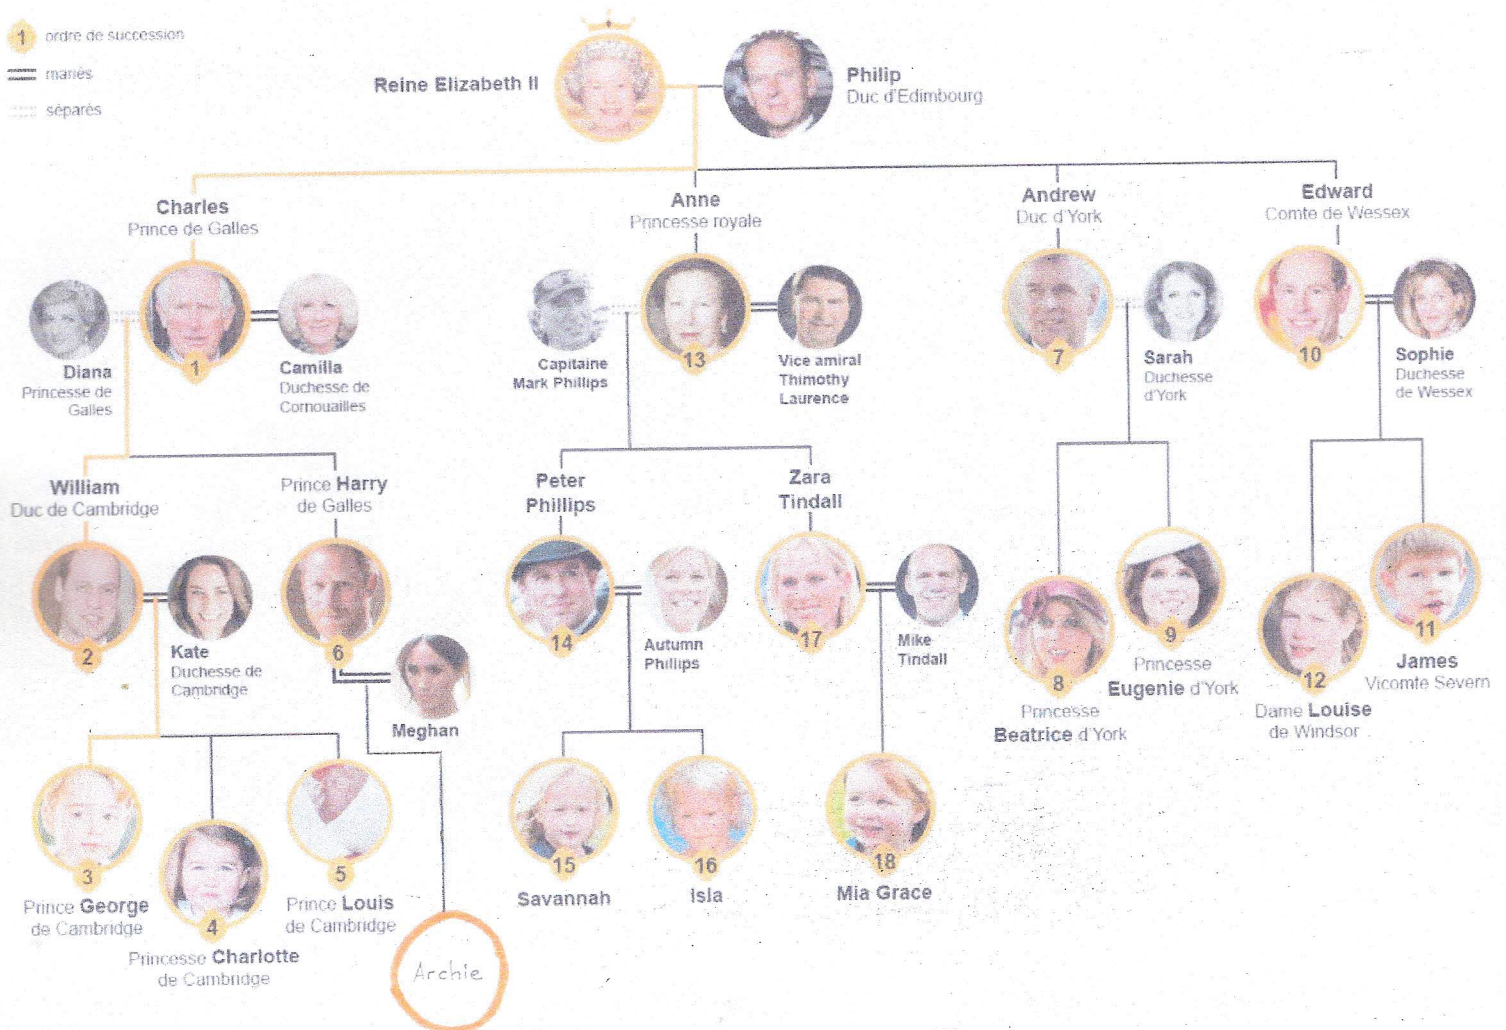 1 ordre de succession
mariés
séparés
Reine Elizabeth II
Philip
Duc d'Edimbourg
Charles
Prince de Galles
Anne
Princesse royale
Andrew
Duc d'York
Edward
Comte de Wessex
Diana
Princesse de
Galles
1
Camilla
Duchesse de
Cornouailles
Capitaine
Mark Phillips
13
Vice amiral
Thimothy
Laurence
7
Sarah
Duchesse
d'York
10
Sophie
Duchesse
de Wessex
William
Duc de Cambridge
Prince Harry
de Galles
Peter
Phillips
Zara
Tindall
2
Kate
Duchesse de
Cambridge
6
Meghan
14
Autumn
Phillips
17
Mike
Tindall
8
Princesse
Beatrice d'York
9
Princesse
Eugenie d'York
12
Dame Louise
de Windsor
11
James
Vicomte Severn
3
Prince George
de Cambridge
4
Princesse Charlotte
de Cambridge
5
Prince Louis
de Cambridge
Archie
15
Savannah
16
Isla
18
Mia Grace